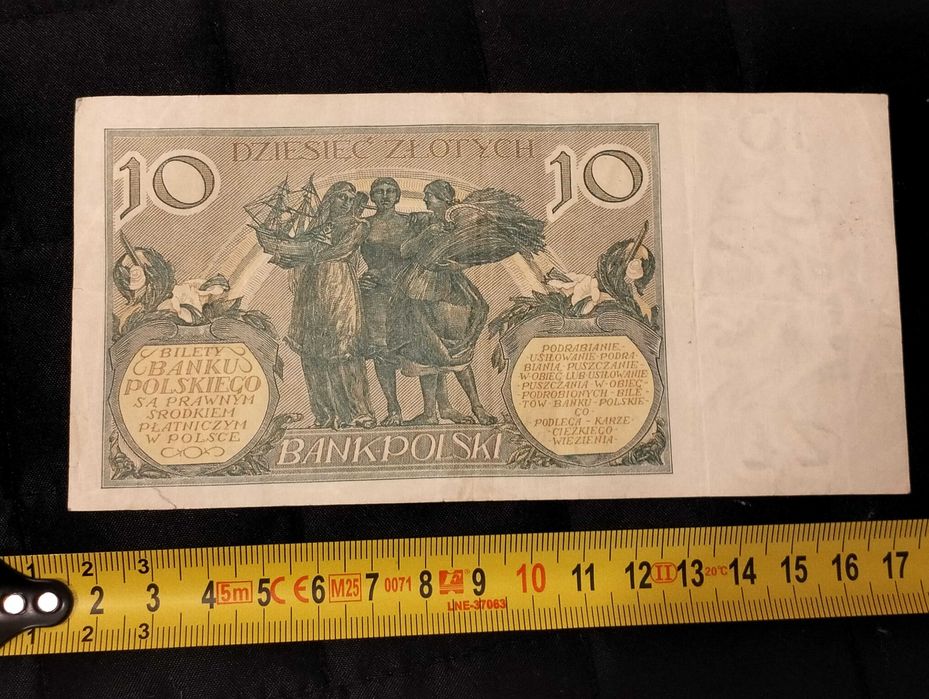 DZIESIĘĆ ZŁOTYCH
10
10
BILETY
BANKU
POLSKIEGO
SĄ PRAWNYM
ŚRODKIEM
PŁATNICZYM
W POLSCE
PODRABIANIE-
-USIŁOWANIE-PODRA-
BIANIA-PUSZCZANIE-
W-OBIEG-LUB-USIŁOWANIE
-PUSZCZANIA-W-OBIEG-
-PODROBIONYCH-BILE-
TÓW-BANKU-POLSKIE-
GO-
PODLEGA-KARZE-
-CIĘŻKIEGO-
-WIĘZIENIA-
BANK·POLSKI
1 2 3
2 3 4 5m 5 CE 6 M25 7 0071 8 9 10 11 12 II 13 20°C 14 15 16 17
LNE-37063
1 2 3